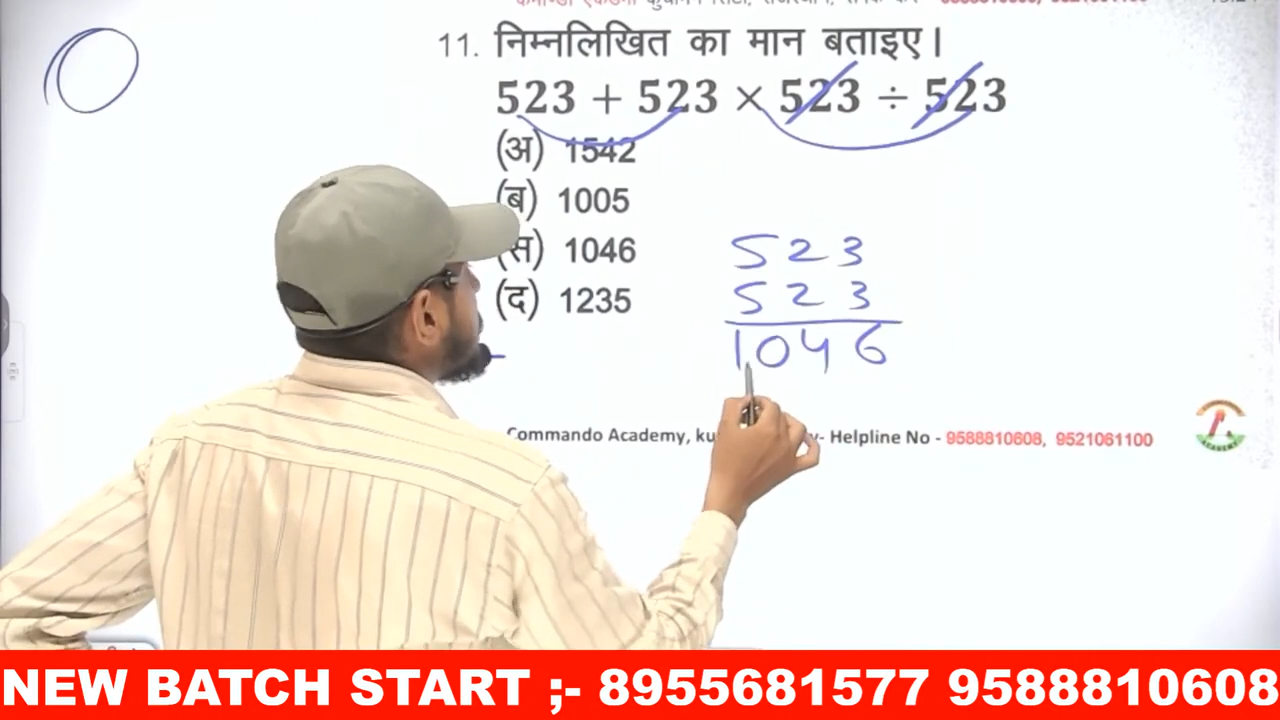 11. निम्नलिखित का मान बताइए।
523 + 523 × 523 ÷ 523
(अ) 1542
(ब) 1005
(स) 1046
(द) 1235
523
523
1046
Commando Academy, - Helpline No - 9588810608, 9521061100
NEW BATCH START ;- 8955681577 9588810608